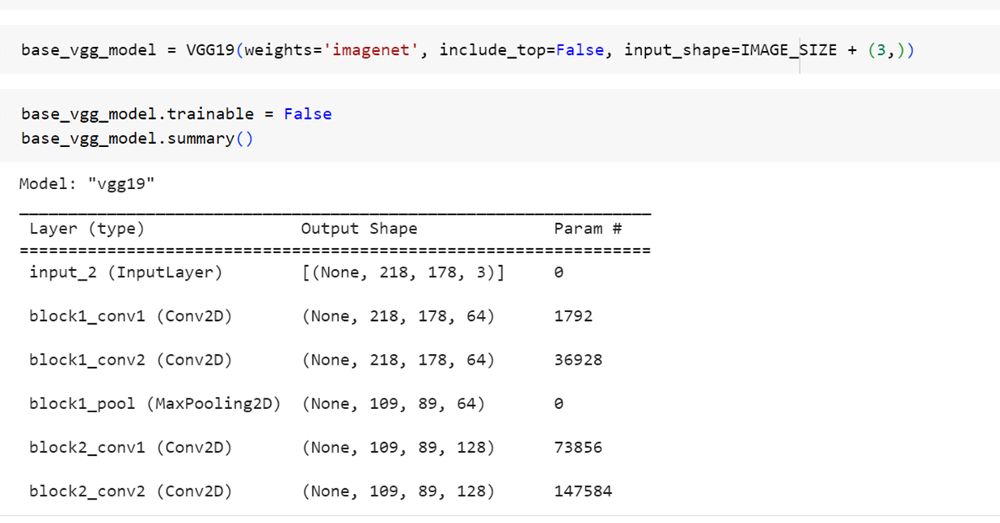 base_vgg_model = VGG19(weights='imagenet', include_top=False, input_shape=IMAGE_SIZE + (3,))
base_vgg_model.trainable = False
base_vgg_model.summary()
Model: "vgg19"
_________________________________________________________________
Layer (type) Output Shape Param #
=================================================================
input_2 (InputLayer) [(None, 218, 178, 3)] 0
block1_conv1 (Conv2D) (None, 218, 178, 64) 1792
block1_conv2 (Conv2D) (None, 218, 178, 64) 36928
block1_pool (MaxPooling2D) (None, 109, 89, 64) 0
block2_conv1 (Conv2D) (None, 109, 89, 128) 73856
block2_conv2 (Conv2D) (None, 109, 89, 128) 147584